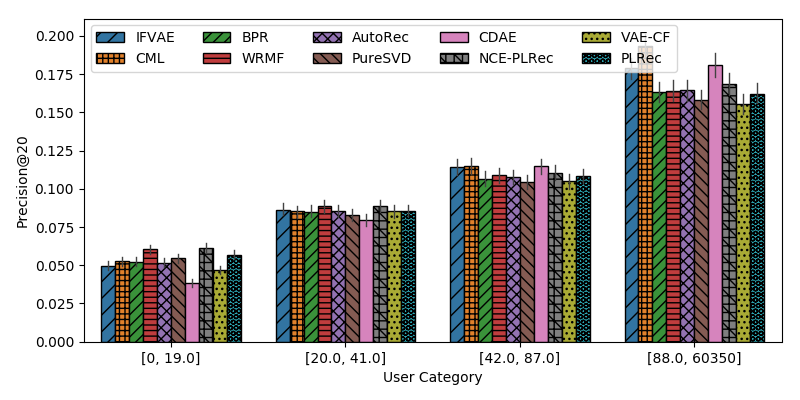 0.200
0.175
0.150
0.125
0.100
0.075
0.050
0.025
0.000
Precision@20
IFVAE BPR AutoRec CDAE VAE-CF
CML WRMF PureSVD NCE-PLRec PLRec
[0, 19.0] [20.0, 41.0] [42.0, 87.0] [88.0, 60350]
User Category